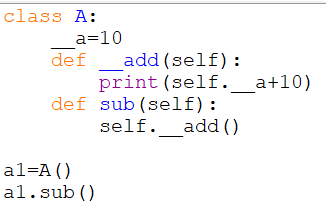 class A:
    __a=10
    def __add(self):
        print(self.__a+10)
    def sub(self):
        self.__add()

a1=A()
a1.sub()